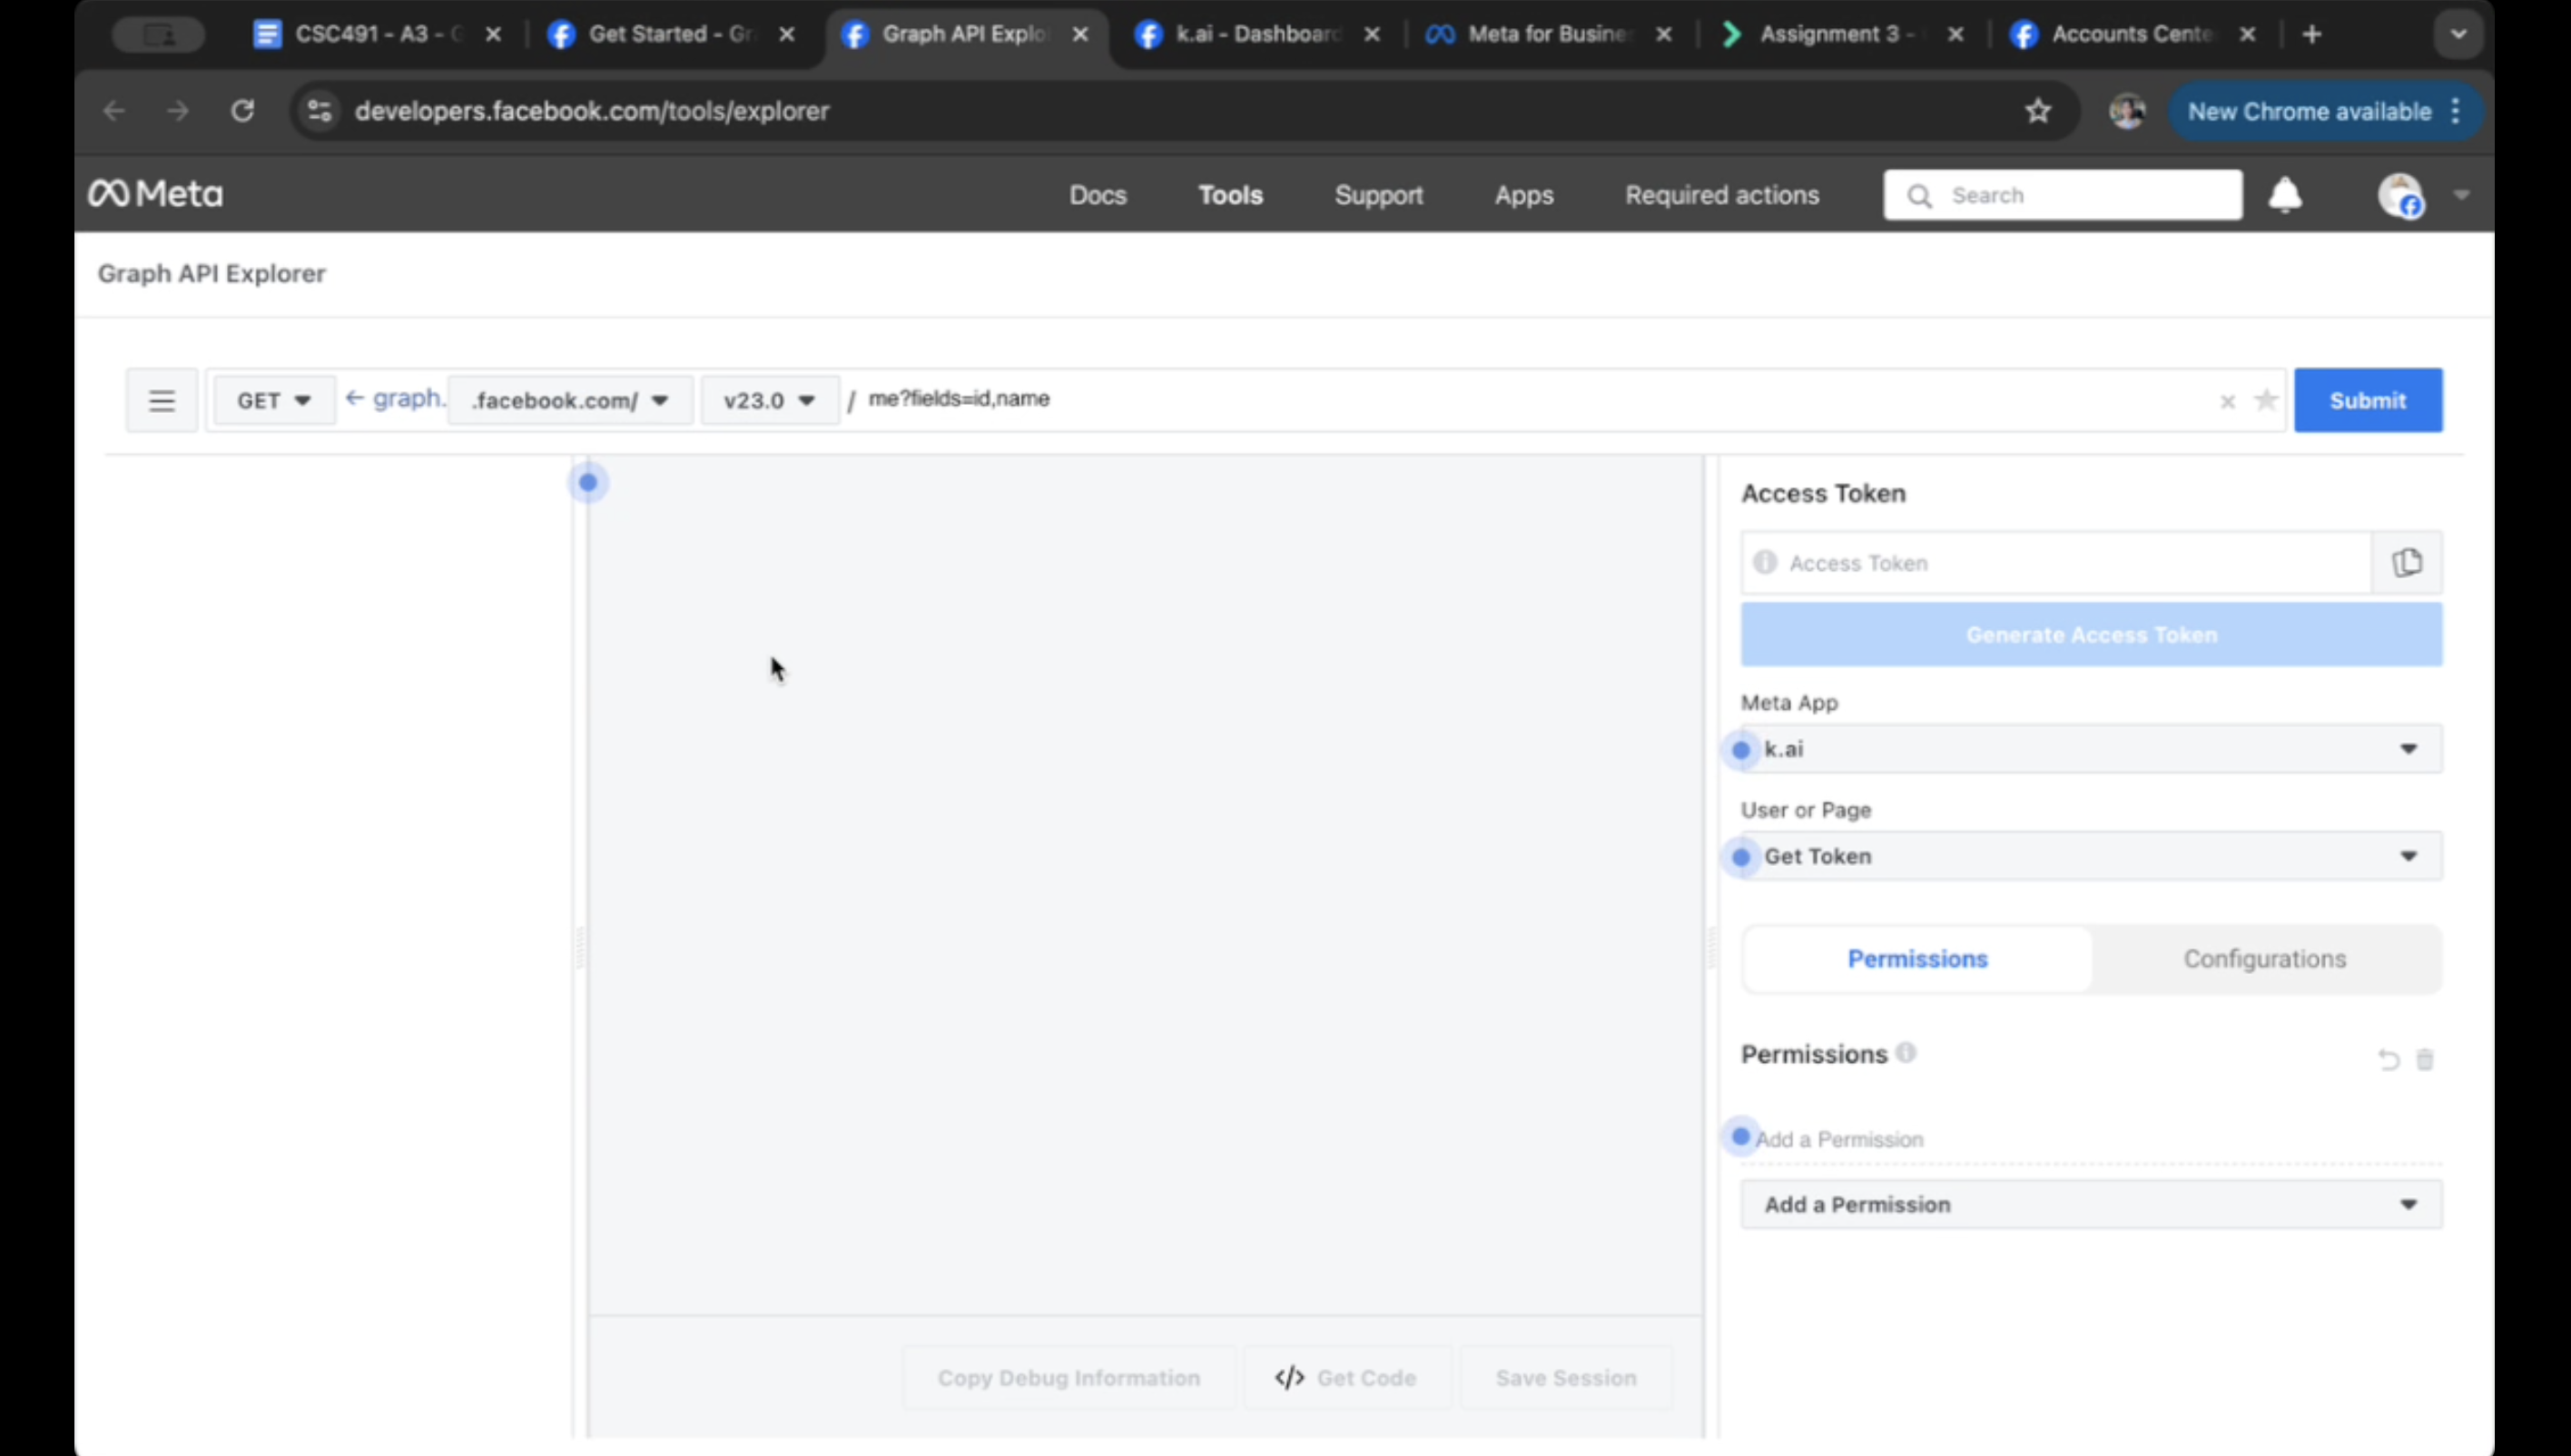 CSC491 - A3 - G
Get Started - Gr
Graph API Explo
k.ai - Dashboard
Meta for Busine
Assignment 3 -
Accounts Cente
developers.facebook.com/tools/explorer
New Chrome available
Meta
Docs
Tools
Support
Apps
Required actions
Search
Graph API Explorer
GET
graph.
.facebook.com/
v23.0
/
me?fields=id,name
Submit
Access Token
Access Token
Generate Access Token
Meta App
k.ai
User or Page
Get Token
Permissions
Configurations
Permissions
Add a Permission
Add a Permission
Copy Debug Information
</> Get Code
Save Session